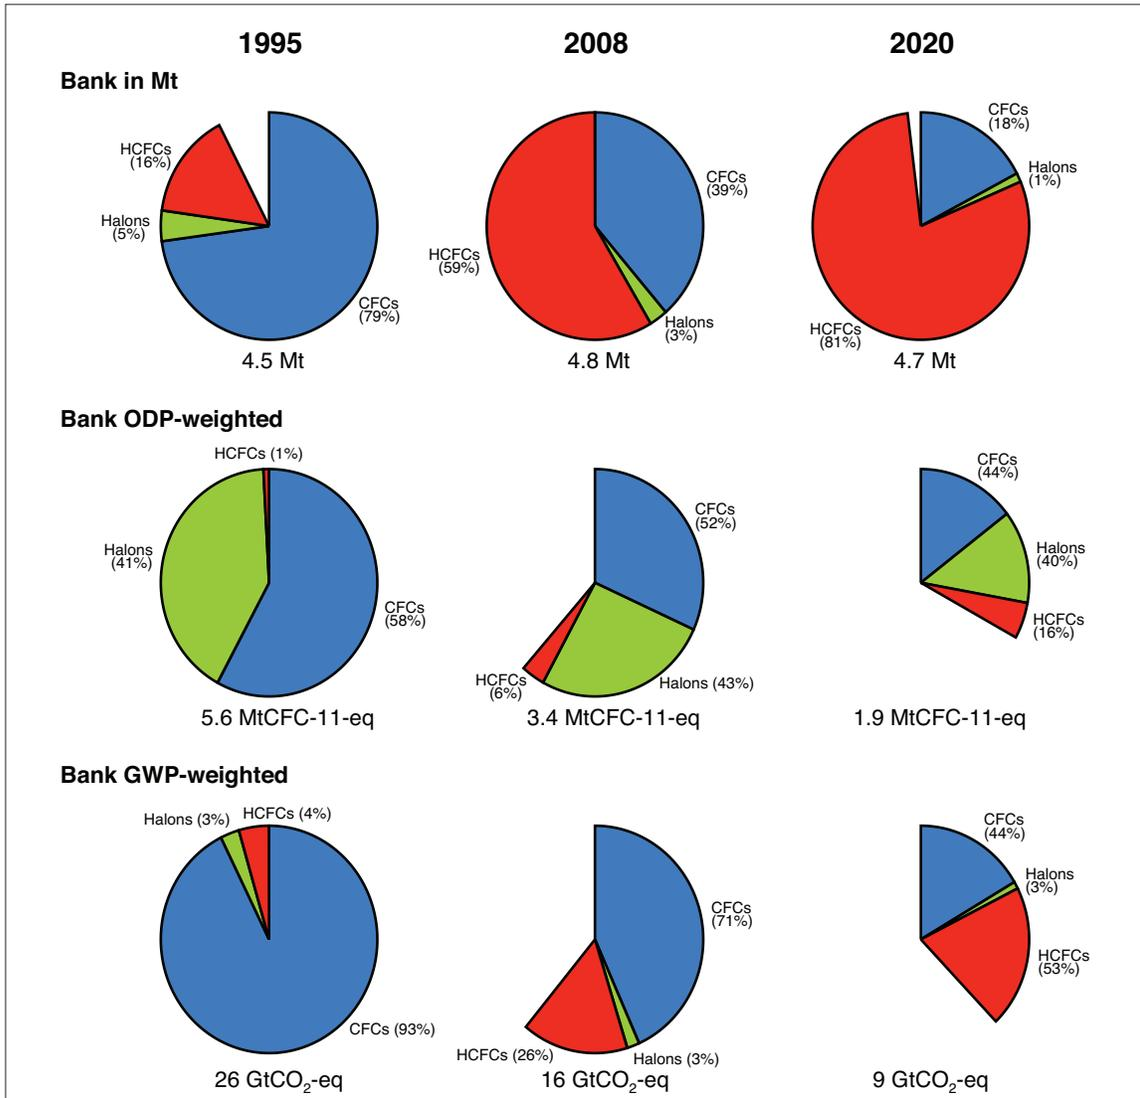 1995 2008 2020
Bank in Mt
HCFCs
(16%)
Halons
(5%)
CFCs
(79%)
4.5 Mt
CFCs
(39%)
HCFCs
(59%)
Halons
(3%)
4.8 Mt
CFCs
(18%)
Halons
(1%)
HCFCs
(81%)
4.7 Mt
Bank ODP-weighted
HCFCs (1%)
Halons
(41%)
CFCs
(58%)
5.6 MtCFC-11-eq
CFCs
(52%)
HCFCs
(6%)
Halons (43%)
3.4 MtCFC-11-eq
CFCs
(44%)
Halons
(40%)
HCFCs
(16%)
1.9 MtCFC-11-eq
Bank GWP-weighted
Halons (3%)
HCFCs (4%)
CFCs (93%)
26 GtCO₂-eq
CFCs
(71%)
HCFCs (26%)
Halons (3%)
16 GtCO₂-eq
CFCs
(44%)
Halons
(3%)
HCFCs
(53%)
9 GtCO₂-eq